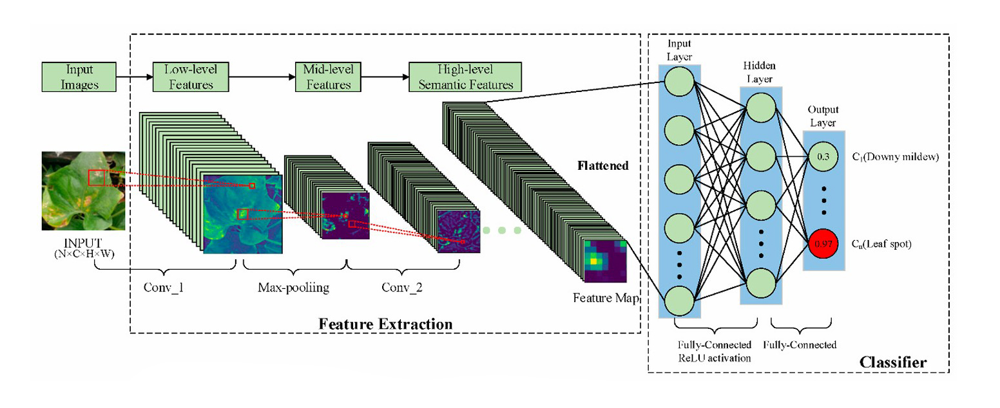 Input
Images
Low-level
Features
Mid-level
Features
High-level
Semantic Features
INPUT
(N×C×H×W)
Conv_1
Max-pooliing
Conv_2
Flattened
Feature Map
Feature Extraction
Input
Layer
Hidden
Layer
Output
Layer
0.3
C1(Downy mildew)
0.97
Cn(Leaf spot)
Fully-Connected
ReLU activation
Fully-Connected
Classifier